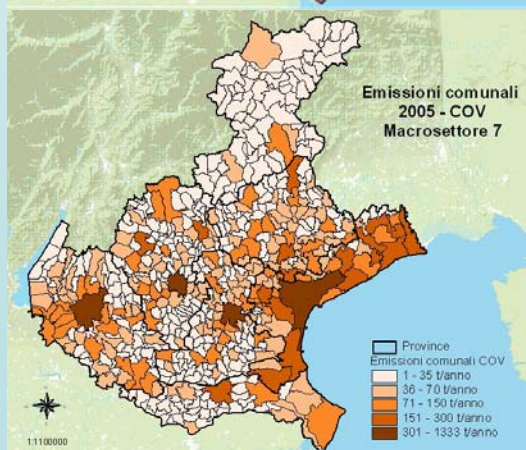 Emissioni comunali
2005 - COV
Macrosettore 7
Province
Emissioni comunali COV
1 - 35 t/anno
36 - 70 t/anno
71 - 150 t/anno
151 - 300 t/anno
301 - 1333 t/anno
1:1100000